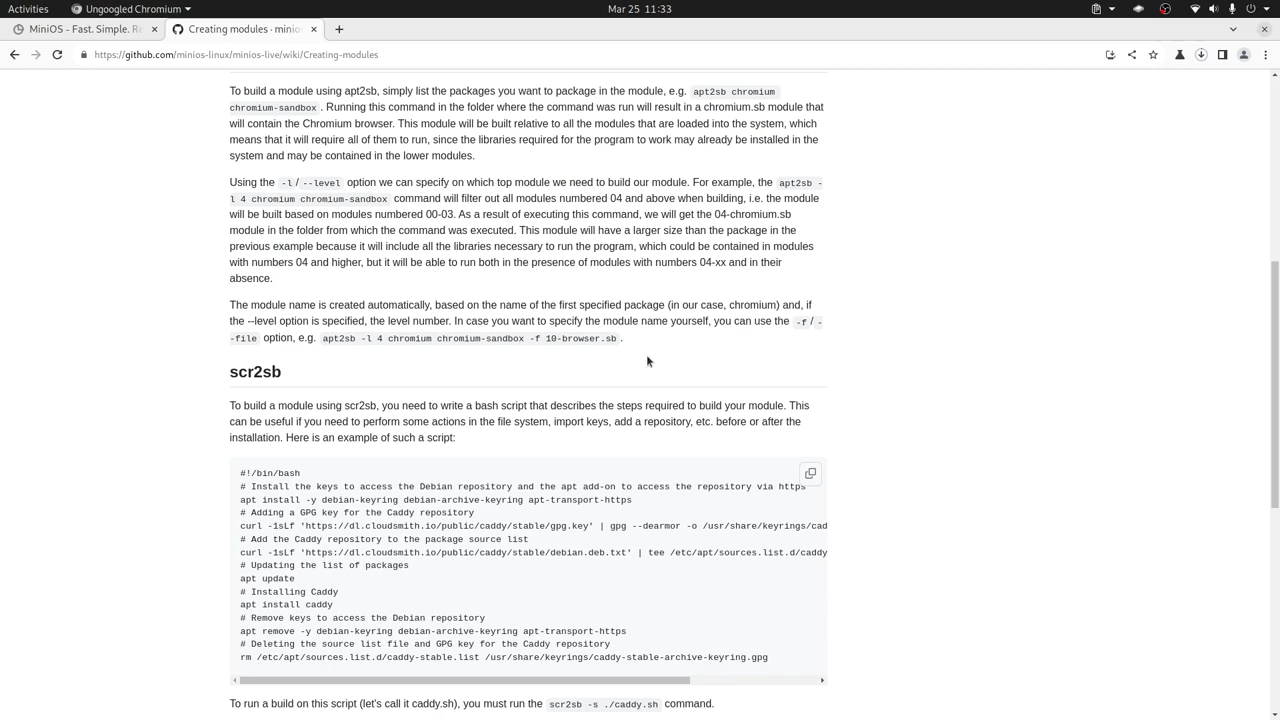 Activities
Ungoogled Chromium
Mar 25 11:33
MiniOS - Fast. Simple. Re
Creating modules · minio
https://github.com/minios-linux/minios-live/wiki/Creating-modules
To build a module using apt2sb, simply list the packages you want to package in the module, e.g. apt2sb chromium
chromium-sandbox . Running this command in the folder where the command was run will result in a chromium.sb module that
will contain the Chromium browser. This module will be built relative to all the modules that are loaded into the system, which
means that it will require all of them to run, since the libraries required for the program to work may already be installed in the
system and may be contained in the lower modules.
Using the -l / --level option we can specify on which top module we need to build our module. For example, the apt2sb -
l 4 chromium chromium-sandbox command will filter out all modules numbered 04 and above when building, i.e. the module
will be built based on modules numbered 00-03. As a result of executing this command, we will get the 04-chromium.sb
module in the folder from which the command was executed. This module will have a larger size than the package in the
previous example because it will include all the libraries necessary to run the program, which could be contained in modules
with numbers 04 and higher, but it will be able to run both in the presence of modules with numbers 04-xx and in their
absence.
The module name is created automatically, based on the name of the first specified package (in our case, chromium) and, if
the --level option is specified, the level number. In case you want to specify the module name yourself, you can use the -f / -
-file option, e.g. apt2sb -l 4 chromium chromium-sandbox -f 10-browser.sb .
scr2sb
To build a module using scr2sb, you need to write a bash script that describes the steps required to build your module. This
can be useful if you need to perform some actions in the file system, import keys, add a repository, etc. before or after the
installation. Here is an example of such a script:
#!/bin/bash
# Install the keys to access the Debian repository and the apt add-on to access the repository via https
apt install -y debian-keyring debian-archive-keyring apt-transport-https
# Adding a GPG key for the Caddy repository
curl -1sLf 'https://dl.cloudsmith.io/public/caddy/stable/gpg.key' | gpg --dearmor -o /usr/share/keyrings/cad
# Add the Caddy repository to the package source list
curl -1sLf 'https://dl.cloudsmith.io/public/caddy/stable/debian.deb.txt' | tee /etc/apt/sources.list.d/caddy
# Updating the list of packages
apt update
# Installing Caddy
apt install caddy
# Remove keys to access the Debian repository
apt remove -y debian-keyring debian-archive-keyring apt-transport-https
# Deleting the source list file and GPG key for the Caddy repository
rm /etc/apt/sources.list.d/caddy-stable.list /usr/share/keyrings/caddy-stable-archive-keyring.gpg
To run a build on this script (let's call it caddy.sh), you must run the scr2sb -s ./caddy.sh command.